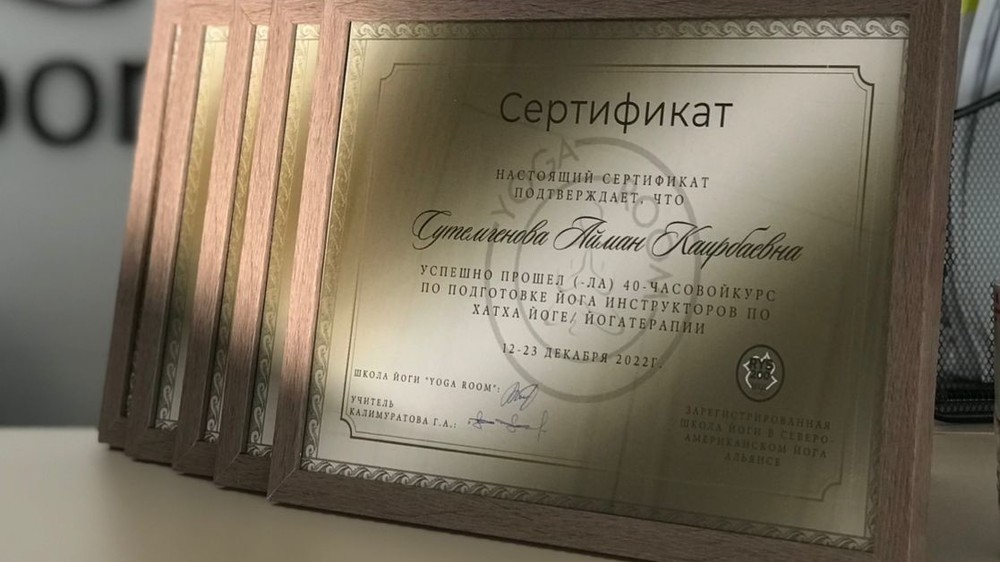 Сертификат
НАСТОЯЩИЙ СЕРТИФИКАТ
ПОДТВЕРЖДАЕТ, ЧТО
Сутемгенова Айман Каирбаевна
УСПЕШНО ПРОШЕЛ (-ЛА) 40-ЧАСОВОЙКУРС
ПО ПОДГОТОВКЕ ЙОГА ИНСТРУКТОРОВ ПО
ХАТХА ЙОГЕ/ ЙОГАТЕРАПИИ
12-23 ДЕКАБРЯ 2022Г.
ШКОЛА ЙОГИ "YOGA ROOM":
УЧИТЕЛЬ
КАЛИМУРАТОВА Г.А.:
ЗАРЕГИСТРИРОВАННАЯ
ШКОЛА ЙОГИ В СЕВЕРО-
АМЕРИКАНСКОМ ЙОГА
АЛЬЯНСЕ
YOGA ROOM